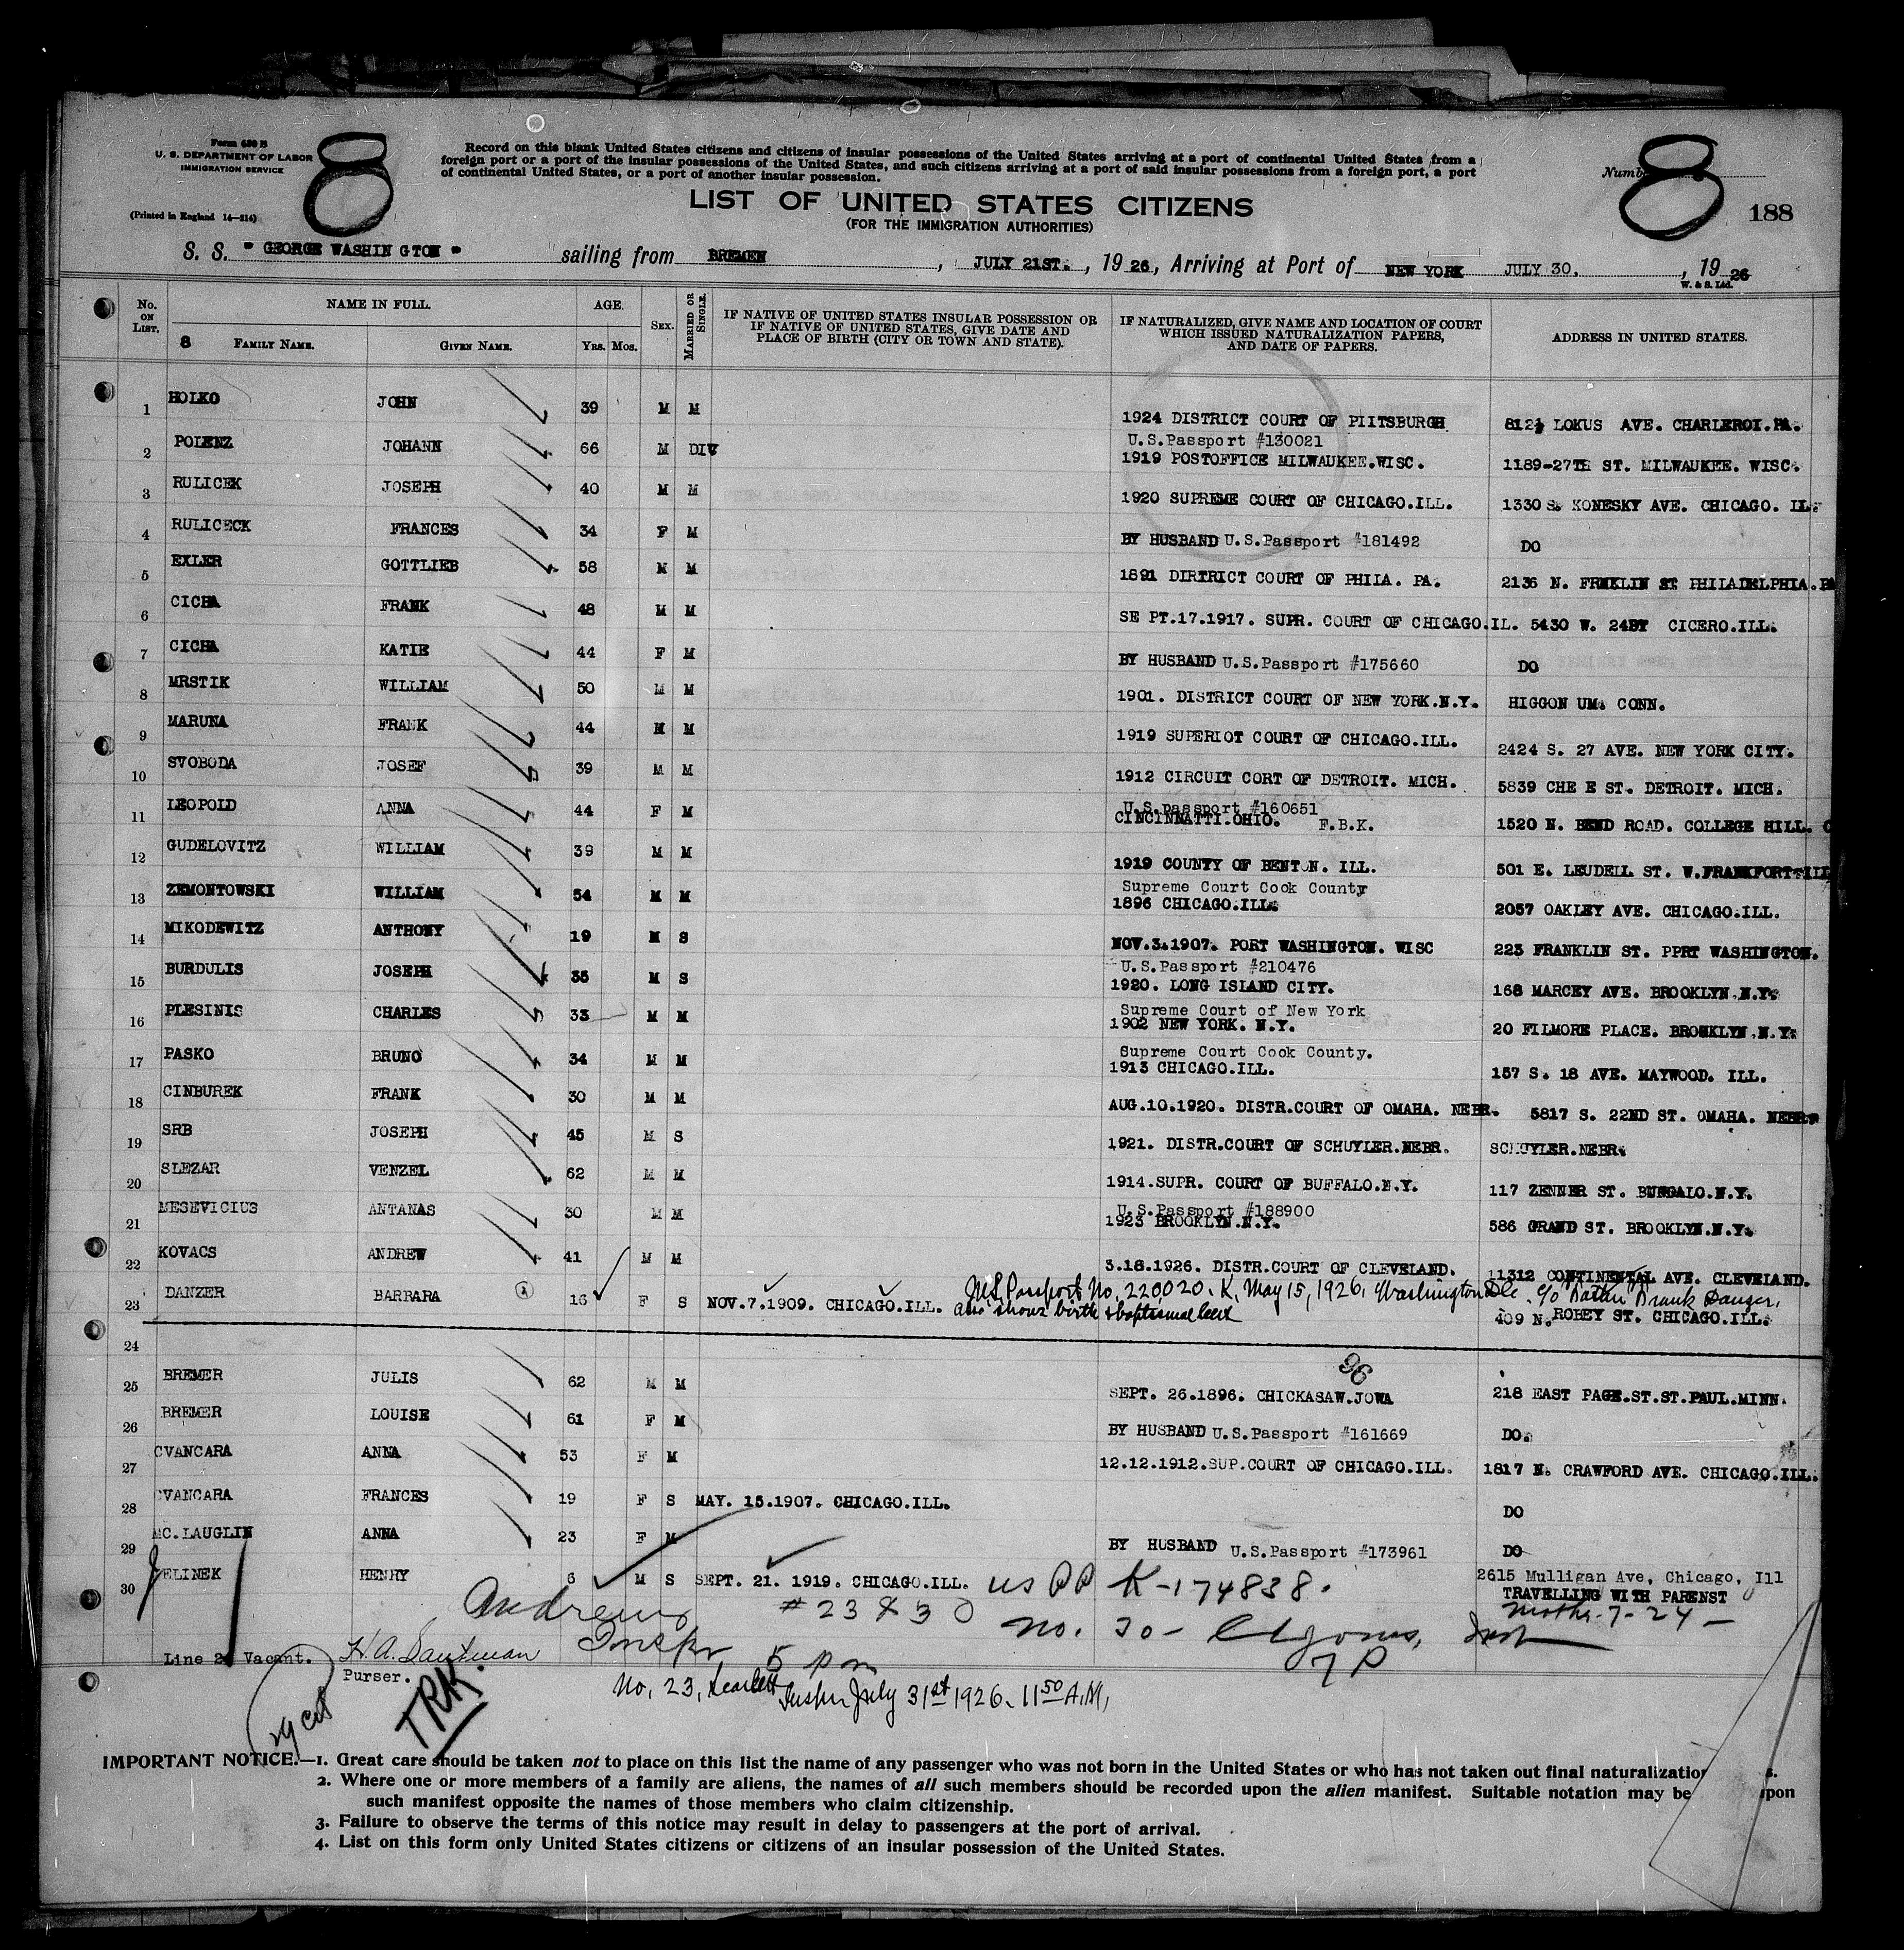 Form 630 B
U. S. DEPARTMENT OF LABOR
IMMIGRATION SERVICE
(Printed in England 14—214)
8
Record on this blank United States citizens and citizens of insular possessions of the United States arriving at a port of continental United States from a
foreign port or a port of the insular possessions of the United States, and such citizens arriving at a port of said insular possessions from a foreign port, a port
of continental United States, or a port of another insular possession.
8
188
LIST OF UNITED STATES CITIZENS
(FOR THE IMMIGRATION AUTHORITIES)
S. S. " GEORGE WASHIN GTON " sailing from BREMEN, JULY 21ST., 1926, Arriving at Port of NEW YORK JULY 30., 1926
W. & S. Ltd.
No. ON LIST. NAME IN FULL. AGE. SEX. MARRIED OR SINGLE. IF NATIVE OF UNITED STATES INSULAR POSSESSION OR IF NATIVE OF UNITED STATES, GIVE DATE AND PLACE OF BIRTH (CITY OR TOWN AND STATE). IF NATURALIZED, GIVE NAME AND LOCATION OF COURT WHICH ISSUED NATURALIZATION PAPERS, AND DATE OF PAPERS. ADDRESS IN UNITED STATES.
8 FAMILY NAME. GIVEN NAME. YRS. MOS.
1 HOLKO JOHN 39 M M 1924 DISTRICT COURT OF PIITSBURGH 812½ LOKUS AVE. CHARLEROI.PA.
U.S.Passport #130021
2 POLENZ JOHANN 66 M DIV 1919 POSTOFFICE MILWAUKEE.WISC. 1189-27TH ST. MILWAUKEE. WISC.
3 RULICEK JOSEPH 40 M M 1920 SUPREME COURT OF CHICAGO.ILL. 1330 S. KONESKY AVE. CHICAGO. IL.
4 RULICECK FRANCES 34 F M BY HUSBAND U.S.Passport #181492 DO
5 EXLER GOTTLIEB 58 M M 1891 DIRTRICT COURT OF PHILA. PA. 2136 N. FRNKLIN ST PHILADELPHIA.PA
6 CICHA FRANK 48 M M SE PT.17.1917. SUPR. COURT OF CHICAGO.IL. 5430 W. 24BT CICERO.ILL.
7 CICHA KATIE 44 F M BY HUSBAND U.S.Passport #175660 DO
8 MRSTIK WILLIAM 50 M M 1901. DISTRICT COURT OF NEW YORK.N.Y. HIGGON UM. CONN.
9 MARUNA FRANK 44 M M 1919 SUPERIOT COURT OF CHICAGO.ILL. 2424 S. 27 AVE. NEW YORK CITY.
10 SVOBODA JOSEF 39 M M 1912 CIRCUIT CORT OF DETROIT. MICH. 5839 CHE E ST. DETROIT. MICH.
U.S.Passport #160651
11 LEOPOLD ANNA 44 F M CINCINNATTI.OHIO. F.B.K. 1520 N. BEND ROAD. COLLEGE HILL. O
12 GUDELOVITZ WILLIAM 39 M M 1919 COUNTY OF BENTON. ILL. 501 E. LEUDELL ST. W.FRANKFORT.ILL
Supreme Court Cook County
13 ZEMONTOWSKI WILLIAM 54 M M 1896 CHICAGO.ILL. 2057 OAKLEY AVE. CHICAGO.ILL.
14 MIKODEWITZ ANTHONY 19 M S NOV.3.1907. PORT WASHINGTON. WISC 223 FRANKLIN ST. PPRT WASHINGTON.
U.S.Passport #210476
15 BURDULIS JOSEPH 35 M S 1920. LONG ISLAND CITY. 168 MARCEY AVE. BROOKLYN.N.Y.
Supreme Court of New York
16 PLESINIS CHARLES 33 M M 1902 NEW YORK. N.Y. 20 FILMORE PLACE. BROOKLYN.N.Y.
Supreme Court Cook County.
17 PASKO BRUNO 34 M M 1913 CHICAGO.ILL. 157 S. 18 AVE. MAYWOOD. ILL.
18 CINBUREK FRANK 30 M M AUG.10.1920. DISTR.COURT OF OMAHA. NEBR. 5817 S. 22ND ST. OMAHA. NEBR.
19 SRB JOSEPH 45 M S 1921. DISTR.COURT OF SCHUYLER.NEBR. SCHUYLER.NEBR.
20 SLEZAR VENZEL 62 M M 1914.SUPR. COURT OF BUFFALO.N.Y. 117 ZENNER ST. BUFFALO.N.Y.
U.S.Passport #188900
21 MESEVICIUS ANTANAS 30 M M 1923 BROOKLYN.N.Y. 586 GRAND ST. BROOKLYN.N.Y.
22 KOVACS ANDREW 41 M M 3.18.1926. DISTR.COURT OF CLEVELAND. 11312 CONTINENTAL AVE. CLEVELAND.
US Passport No, 220020. K. May 15, 1926, Washington DC. c/o Father Frank Danzer,
23 DANZER BARBARA 16 F S NOV.7.1909. CHICAGO.ILL. also shows birth & baptismal cert 409 N. ROBEY ST. CHICAGO.ILL.
24
96
25 BREMER JULIS 62 M M SEPT. 26.1896. CHICKASAW.JOWA 218 EAST PAGE.ST.ST.PAUL.MINN.
26 BREMER LOUISE 61 F M BY HUSBAND U.S.Passport #161669 DO.
27 CVANCARA ANNA 53 F M 12.12.1912.SUP.COURT OF CHICAGO.ILL. 1817 N. CRAWFORD AVE. CHICAGO.ILL.
28 CVANCARA FRANCES 19 F S MAY. 15.1907. CHICAGO.ILL. DO
29 MC.LAUGLIN ANNA 23 F M BY HUSBAND U.S.Passport #173961 DO
30 JELINEK HENRY 6 M S SEPT. 21. 1919. CHICAGO.ILL. US PP K-174838. 2615 Mulligan Ave, Chicago, Ill
TRAVELLING WITH PARENST
Andrews #23 & 30 No. 30- Insp mother-7-24-
Inspr 5 pm
Line 2 Vacant.
Purser.
TRK.
No, 23, Inspr July 31st 1926. 11 50 A.M,
IMPORTANT NOTICE.—1. Great care should be taken not to place on this list the name of any passenger who was not born in the United States or who has not taken out final naturalization
2. Where one or more members of a family are aliens, the names of all such members should be recorded upon the alien manifest. Suitable notation may be upon
such manifest opposite the names of those members who claim citizenship.
3. Failure to observe the terms of this notice may result in delay to passengers at the port of arrival.
4. List on this form only United States citizens or citizens of an insular possession of the United States.